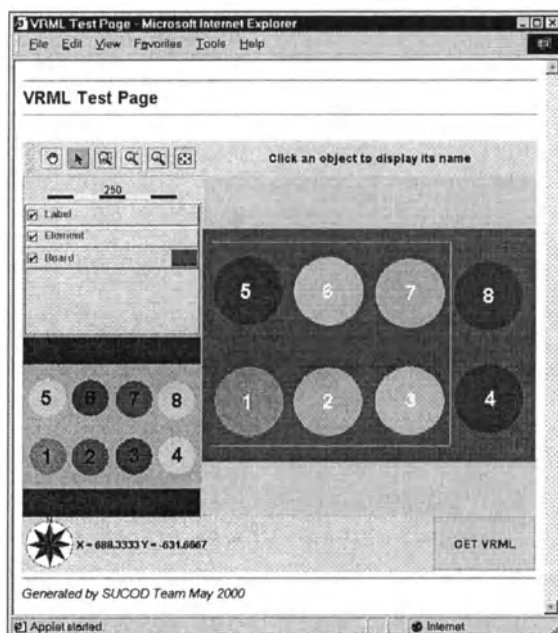 VRML Test Page - Microsoft Internet Explorer
File Edit View Favorites Tools Help
VRML Test Page
Click an object to display its name
250
Label
Element
Board
5 6 7 8
1 2 3 4
5 6 7 8
1 2 3 4
N
X = 688.3333 Y = -631.6667
GET VRML
Generated by SUCOD Team May 2000
Applet started.
Internet